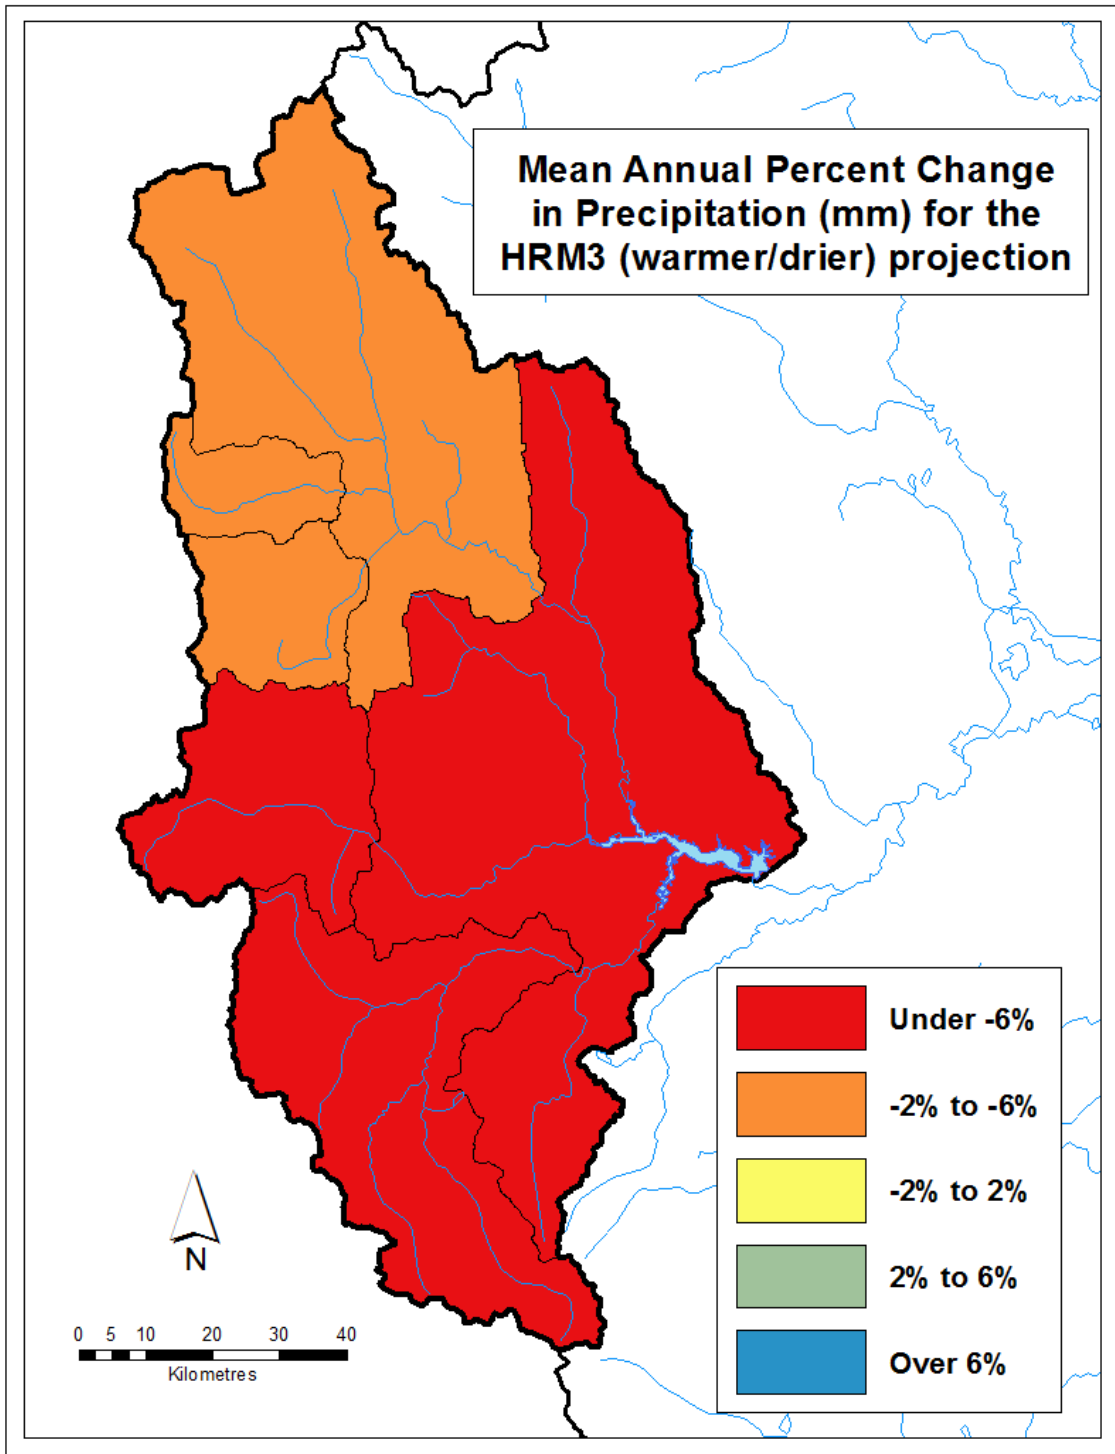 Mean Annual Percent Change
in Precipitation (mm) for the
HRM3 (warmer/drier) projection
Under -6%
-2% to -6%
-2% to 2%
2% to 6%
Over 6%
N
0 5 10 20 30 40
Kilometres